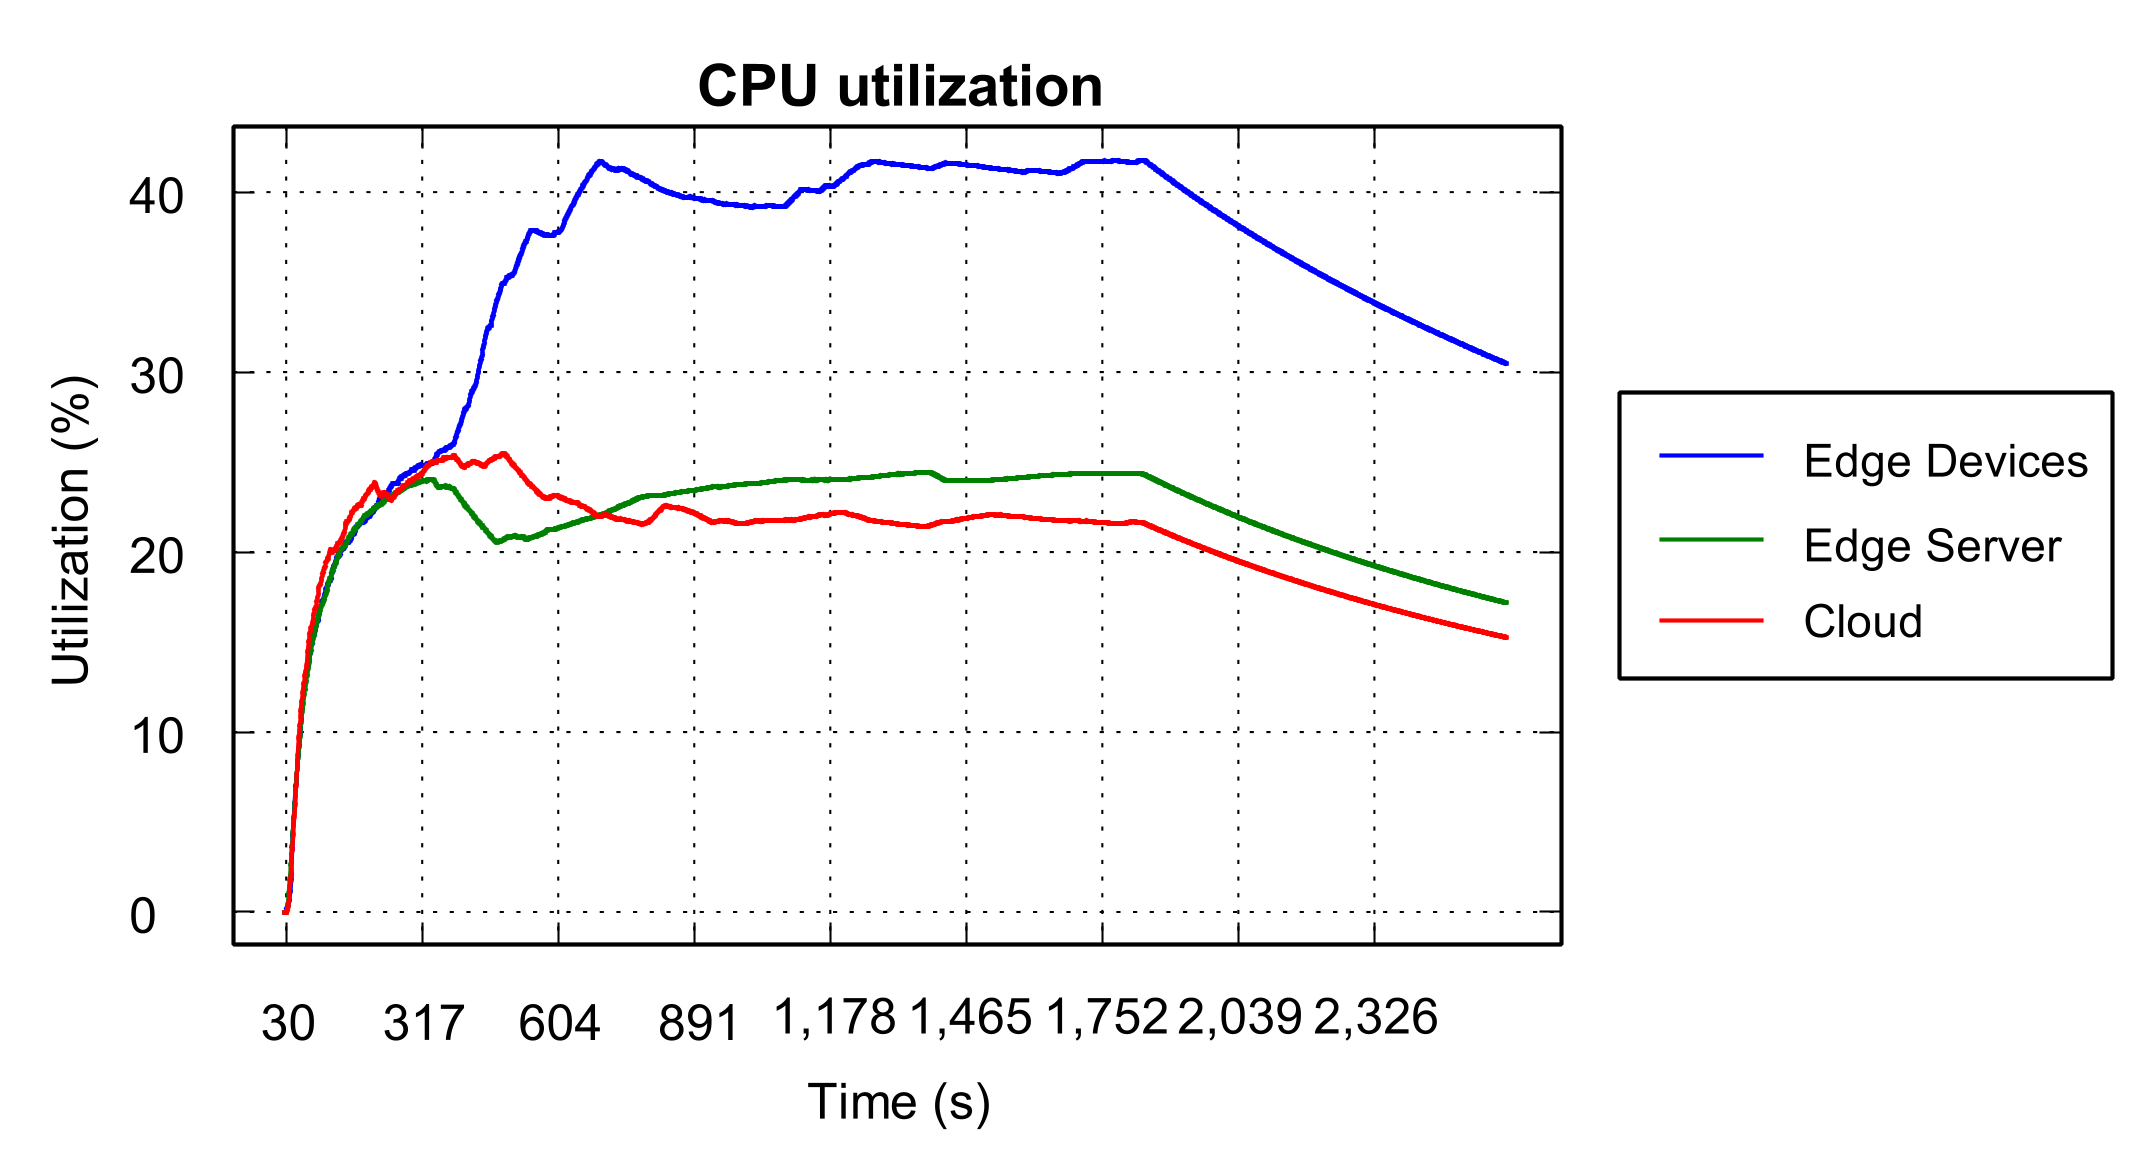 CPU utilization
Utilization (%)
40
30
20
10
0
30 317 604 891 1,178 1,465 1,752 2,039 2,326
Time (s)
Edge Devices
Edge Server
Cloud